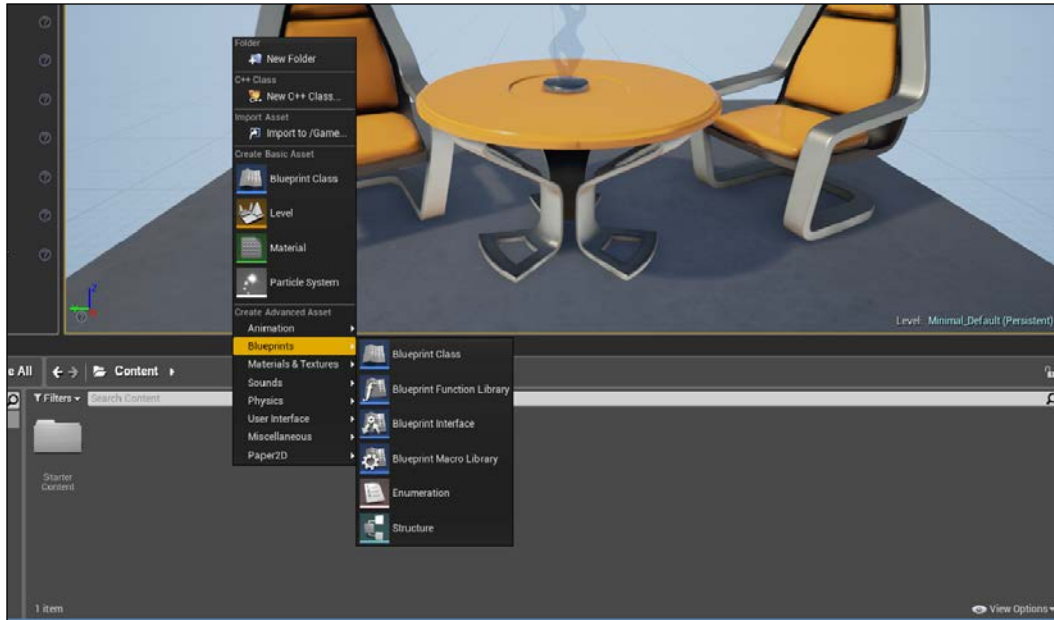 Folder
New Folder
C++ Class
New C++ Class...
Import Asset
Import to /Game...
Create Basic Asset
Blueprint Class
Level
Material
Particle System
Create Advanced Asset
Animation
Blueprints
Materials & Textures
Sounds
Physics
User Interface
Miscellaneous
Paper2D
Blueprint Class
Blueprint Function Library
Blueprint Interface
Blueprint Macro Library
Enumeration
Structure
Level: Minimal_Default (Persistent)
e All
Content
Filters
Search Content
Starter
Content
1 item
View Options